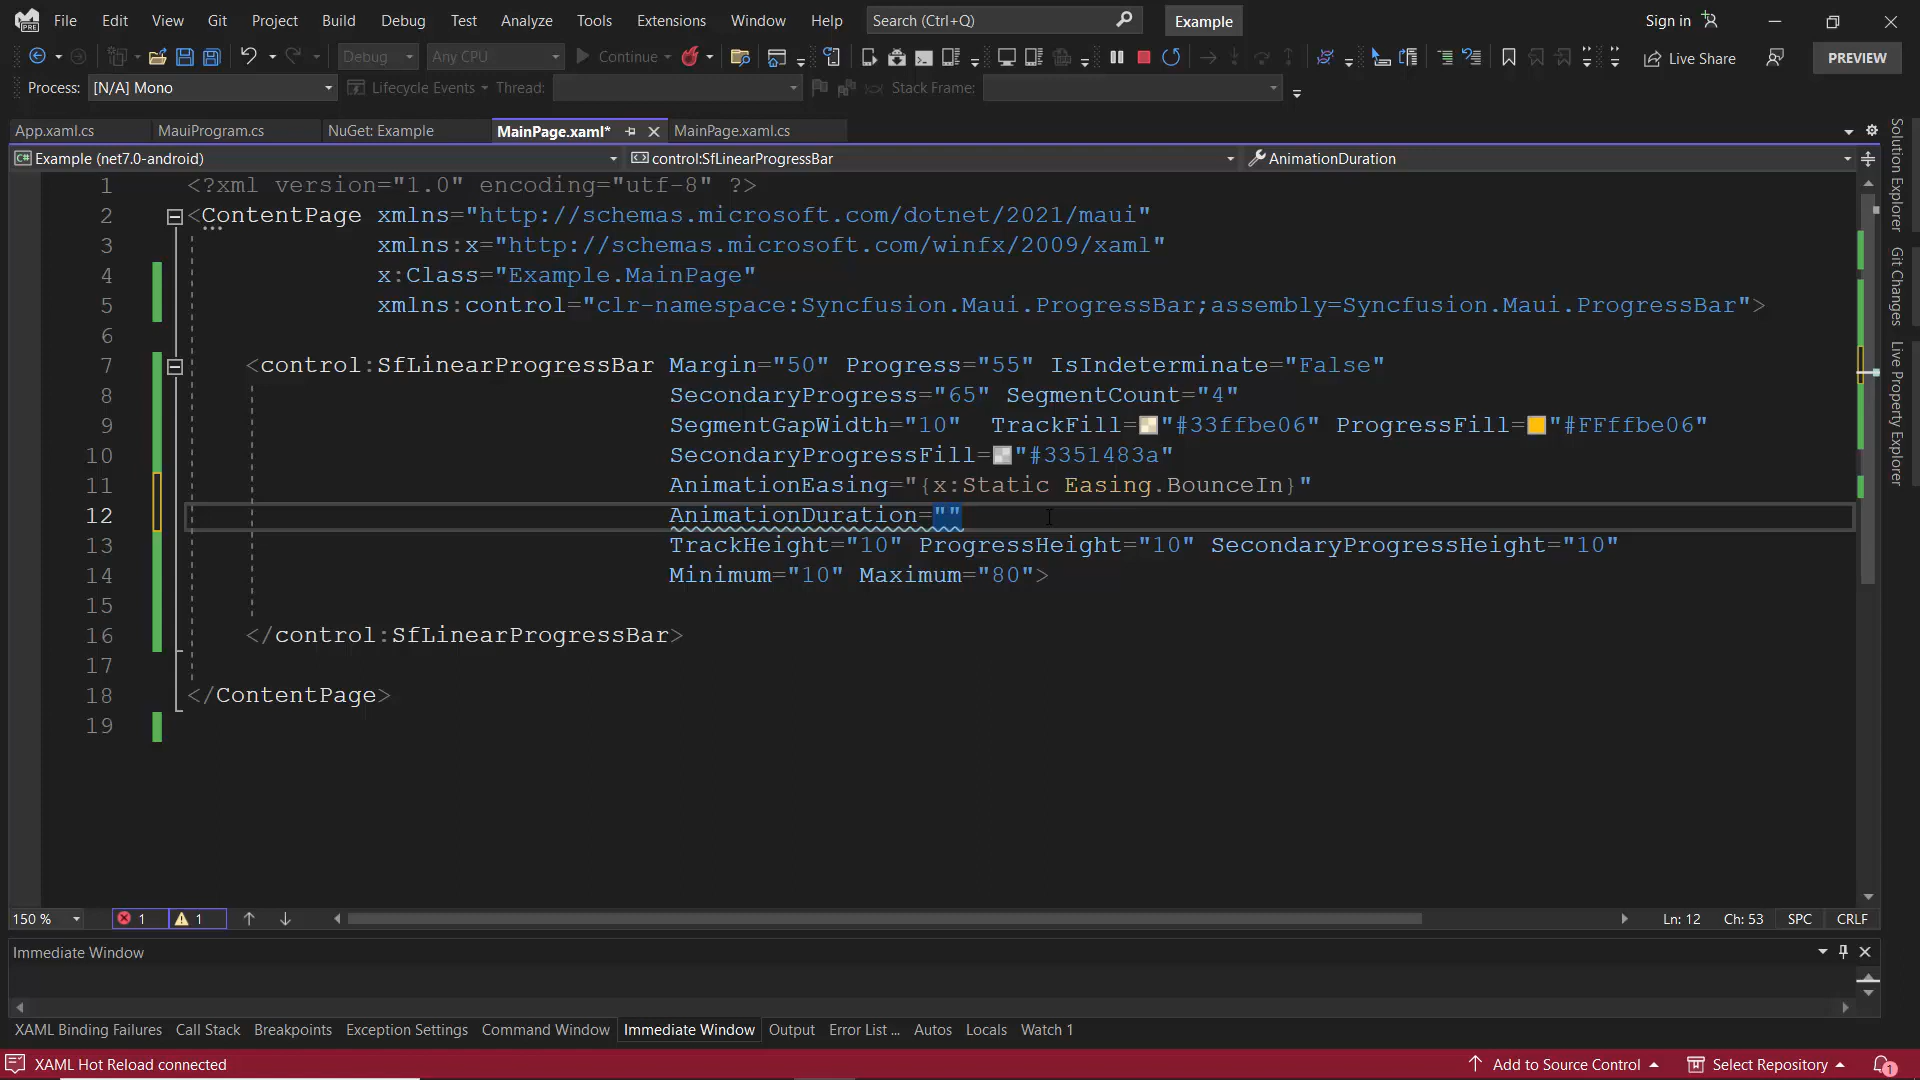 File Edit View Git Project Build Debug Test Analyze Tools Extensions Window Help Search (Ctrl+Q) Example Sign in
Debug Any CPU Continue Live Share PREVIEW
Process: [N/A] Mono Lifecycle Events Thread: Stack Frame:
App.xaml.cs MauiProgram.cs NuGet: Example MainPage.xaml* MainPage.xaml.cs
Example (net7.0-android) control:SfLinearProgressBar AnimationDuration
1 <?xml version="1.0" encoding="utf-8" ?>
2 <ContentPage xmlns="http://schemas.microsoft.com/dotnet/2021/maui"
3 xmlns:x="http://schemas.microsoft.com/winfx/2009/xaml"
4 x:Class="Example.MainPage"
5 xmlns:control="clr-namespace:Syncfusion.Maui.ProgressBar;assembly=Syncfusion.Maui.ProgressBar">
6
7 <control:SfLinearProgressBar Margin="50" Progress="55" IsIndeterminate="False"
8 SecondaryProgress="65" SegmentCount="4"
9 SegmentGapWidth="10" TrackFill="#33ffbe06" ProgressFill="#FFffbe06"
10 SecondaryProgressFill="#3351483a"
11 AnimationEasing="{x:Static Easing.BounceIn}"
12 AnimationDuration=""
13 TrackHeight="10" ProgressHeight="10" SecondaryProgressHeight="10"
14 Minimum="10" Maximum="80">
15
16 </control:SfLinearProgressBar>
17
18 </ContentPage>
19
150 % 1 1 Ln: 12 Ch: 53 SPC CRLF
Immediate Window
XAML Binding Failures Call Stack Breakpoints Exception Settings Command Window Immediate Window Output Error List ... Autos Locals Watch 1
XAML Hot Reload connected Add to Source Control Select Repository 1
Solution Explorer
Git Changes
Live Property Explorer